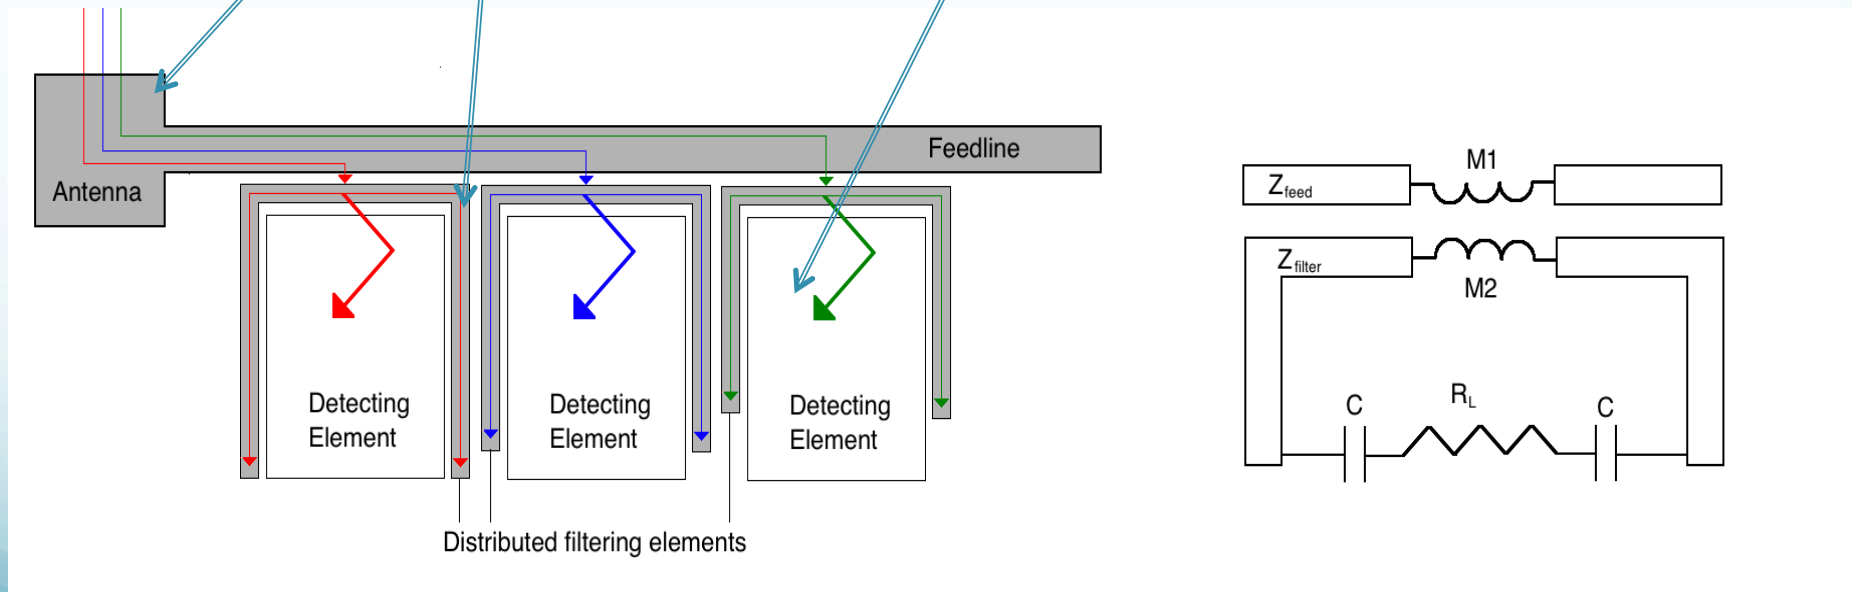 Antenna
Feedline
Detecting
Element
Detecting
Element
Detecting
Element
Distributed filtering elements
M1
Zfeed
Zfilter
M2
C
RL
C